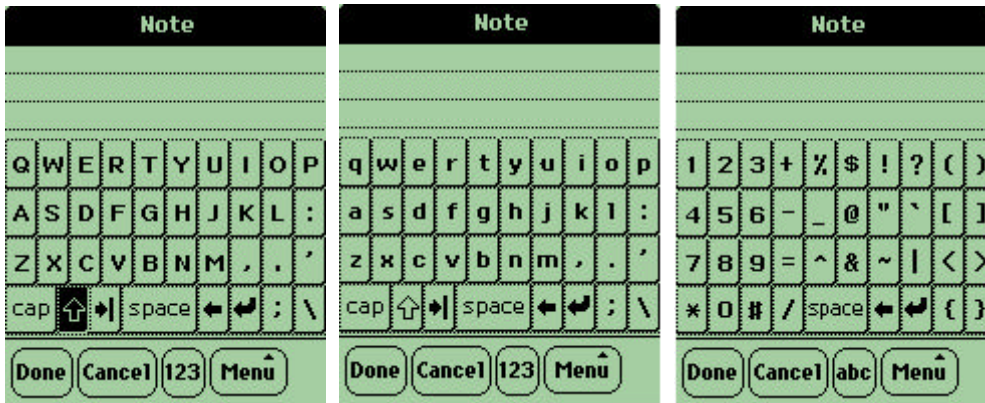 Note
Q W E R T Y U I O P
A S D F G H J K L :
Z X C V B N M , . '
cap space ; \
Done Cancel 123 Menu
Note
q w e r t y u i o p
a s d f g h j k l :
z x c v b n m , . '
cap space ; \
Done Cancel 123 Menu
Note
1 2 3 + % $ ! ? ( )
4 5 6 - _ @ " ` [ ]
7 8 9 = ^ & ~ | < >
* 0 # / space { }
Done Cancel abc Menu